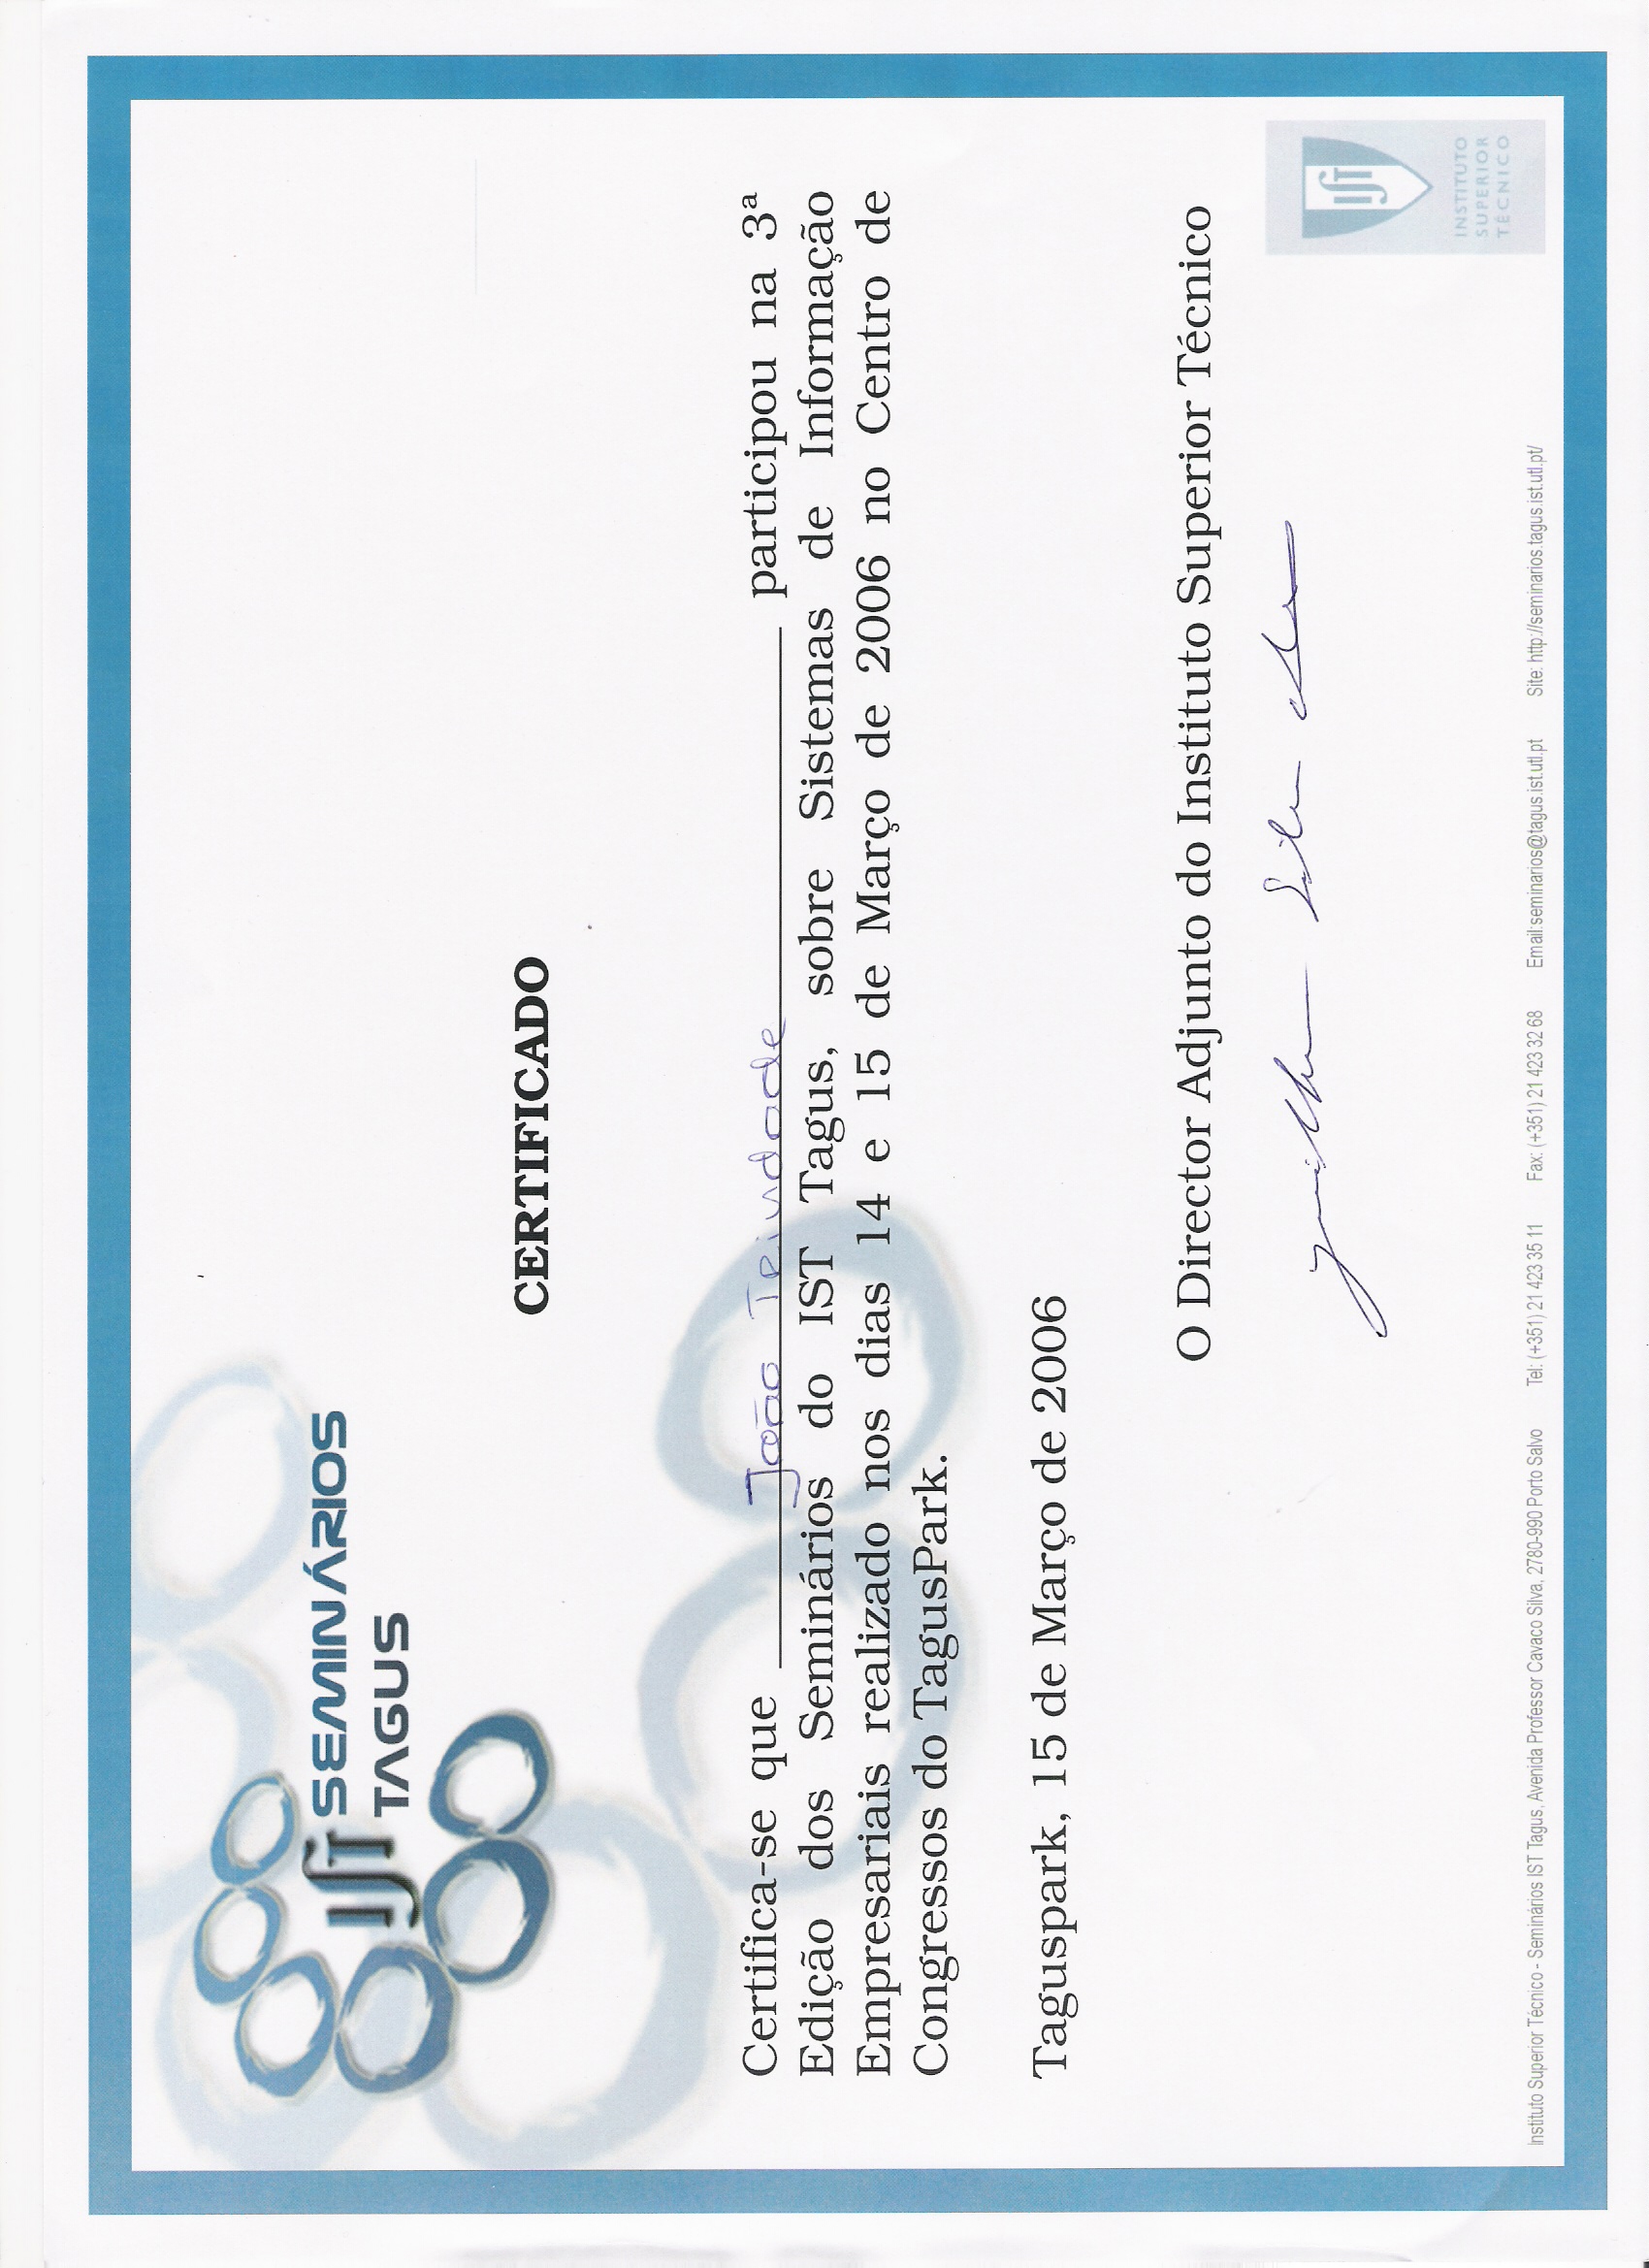 IST SEMINÁRIOS
TAGUS
CERTIFICADO
Certifica-se que João Trindade participou na 3ª
Edição dos Seminários do IST Tagus, sobre Sistemas de Informação
Empresariais realizado nos dias 14 e 15 de Março de 2006 no Centro de
Congressos do TagusPark.
Taguspark, 15 de Março de 2006
O Director Adjunto do Instituto Superior Técnico
IST
INSTITUTO
SUPERIOR
TÉCNICO
Instituto Superior Técnico - Seminários IST Tagus, Avenida Professor Cavaco Silva, 2780-990 Porto Salvo Tel: (+351) 21 423 35 11 Fax: (+351) 21 423 32 68 Email:seminarios@tagus.ist.utl.pt Site: http://seminarios.tagus.ist.utl.pt/